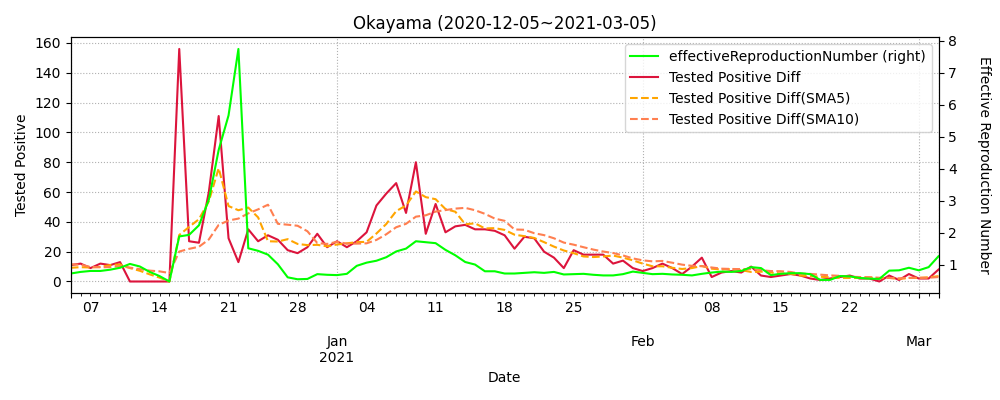 Okayama (2020-12-05~2021-03-05)
effectiveReproductionNumber (right)
Tested Positive Diff
Tested Positive Diff(SMA5)
Tested Positive Diff(SMA10)
Tested Positive
160
140
120
100
80
60
40
20
0
Effective Reproduction Number
8
7
6
5
4
3
2
1
07 14 21 28 04 11 18 25 08 15 22
Jan Feb Mar
2021
Date